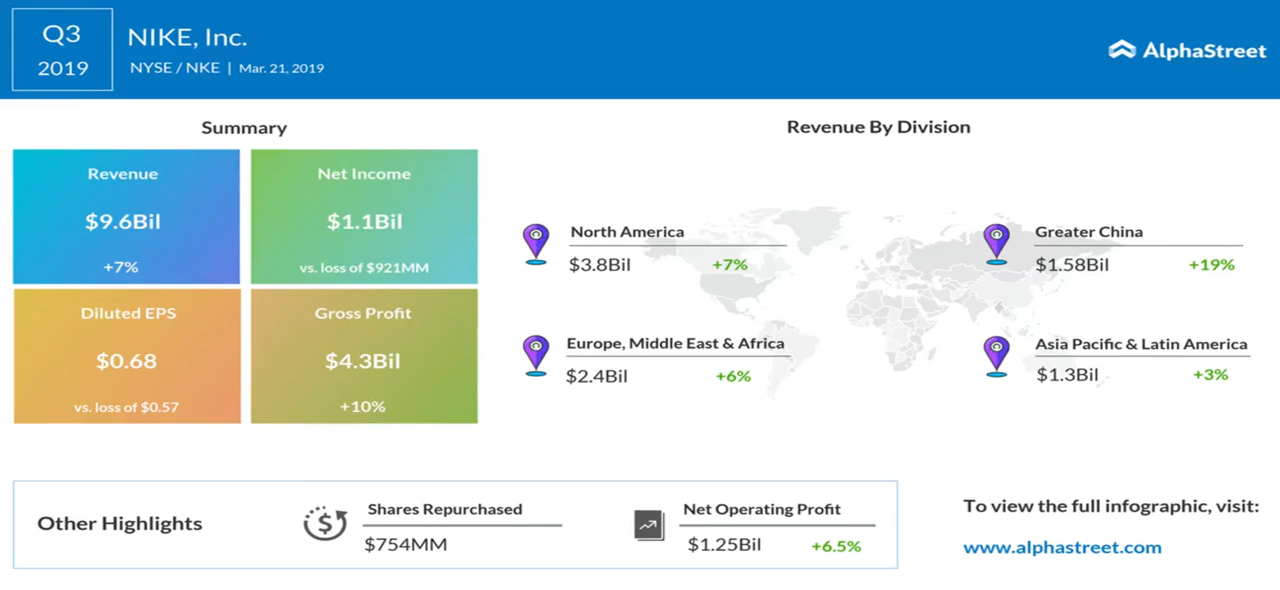 Q3
2019
NIKE, Inc.
NYSE / NKE | Mar. 21, 2019
AlphaStreet
Summary
Revenue
$9.6Bil
+7%
Net Income
$1.1Bil
vs. loss of $921MM
Diluted EPS
$0.68
vs. loss of $0.57
Gross Profit
$4.3Bil
+10%
Revenue By Division
North America
$3.8Bil +7%
Greater China
$1.58Bil +19%
Europe, Middle East & Africa
$2.4Bil +6%
Asia Pacific & Latin America
$1.3Bil +3%
Other Highlights
Shares Repurchased
$754MM
Net Operating Profit
$1.25Bil +6.5%
To view the full infographic, visit:
www.alphastreet.com